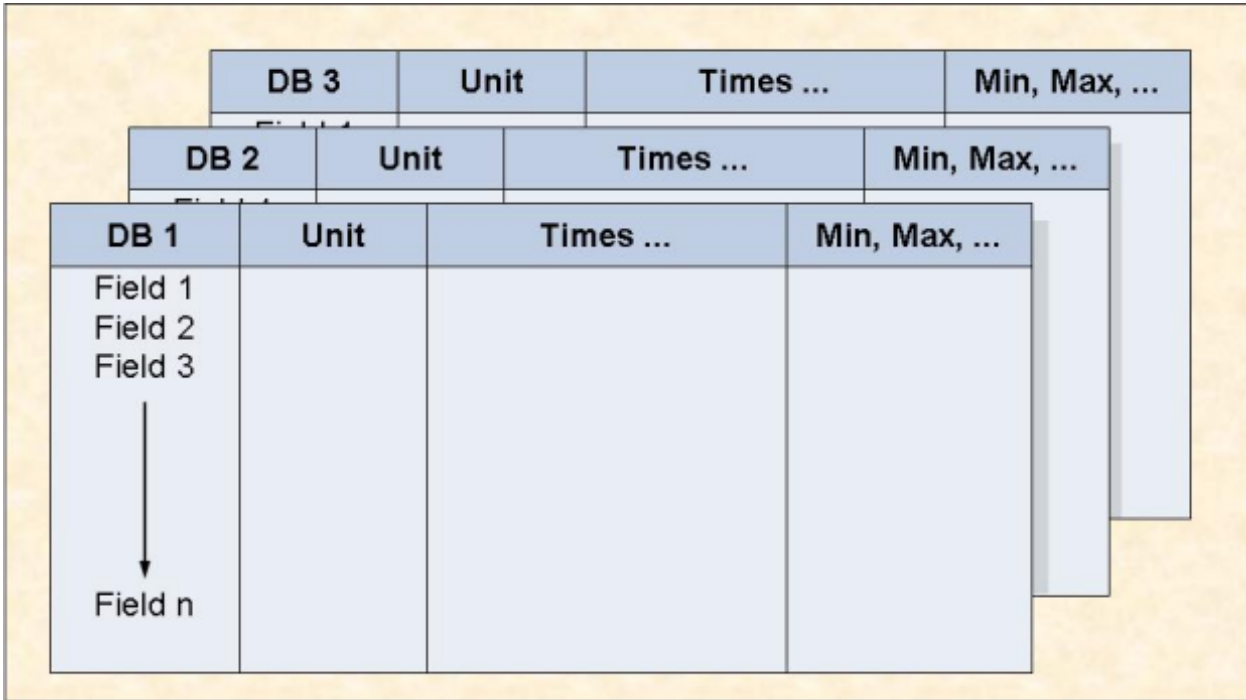 DB 3 Unit Times ... Min, Max, ...
DB 2 Unit Times ... Min, Max, ...
DB 1 Unit Times ... Min, Max, ...
Field 1
Field 2
Field 3
Field n